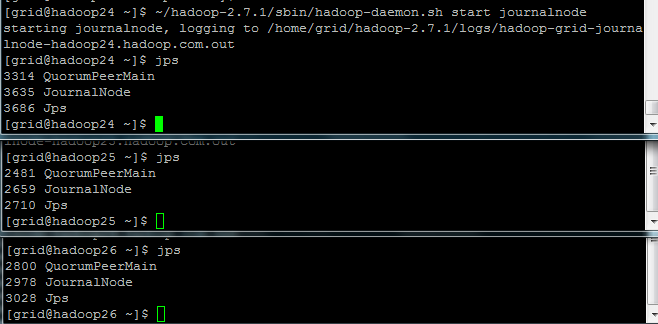 [grid@hadoop24 ~]$ ~/hadoop-2.7.1/sbin/hadoop-daemon.sh start journalnode
starting journalnode, logging to /home/grid/hadoop-2.7.1/logs/hadoop-grid-journa
lnode-hadoop24.hadoop.com.out
[grid@hadoop24 ~]$ jps
3314 QuorumPeerMain
3635 JournalNode
3686 Jps
[grid@hadoop24 ~]$
lnode-hadoop25.hadoop.com.out
[grid@hadoop25 ~]$ jps
2481 QuorumPeerMain
2659 JournalNode
2710 Jps
[grid@hadoop25 ~]$
[grid@hadoop26 ~]$ jps
2800 QuorumPeerMain
2978 JournalNode
3028 Jps
[grid@hadoop26 ~]$